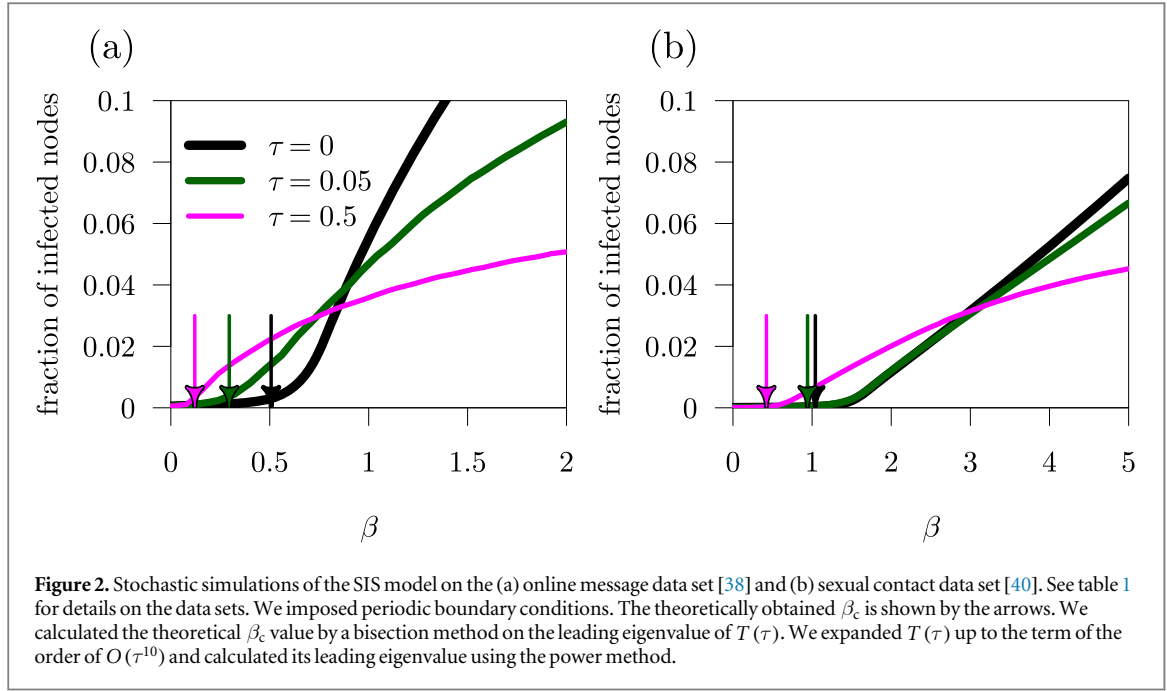 (a)
fraction of infected nodes
0.1
0.08
0.06
0.04
0.02
0
τ = 0
τ = 0.05
τ = 0.5
0 0.5 1 1.5 2
β
(b)
fraction of infected nodes
0.1
0.08
0.06
0.04
0.02
0
0 1 2 3 4 5
β
Figure 2. Stochastic simulations of the SIS model on the (a) online message data set [38] and (b) sexual contact data set [40]. See table 1
for details on the data sets. We imposed periodic boundary conditions. The theoretically obtained βc is shown by the arrows. We
calculated the theoretical βc value by a bisection method on the leading eigenvalue of T(τ). We expanded T(τ) up to the term of the
order of O(τ¹⁰) and calculated its leading eigenvalue using the power method.